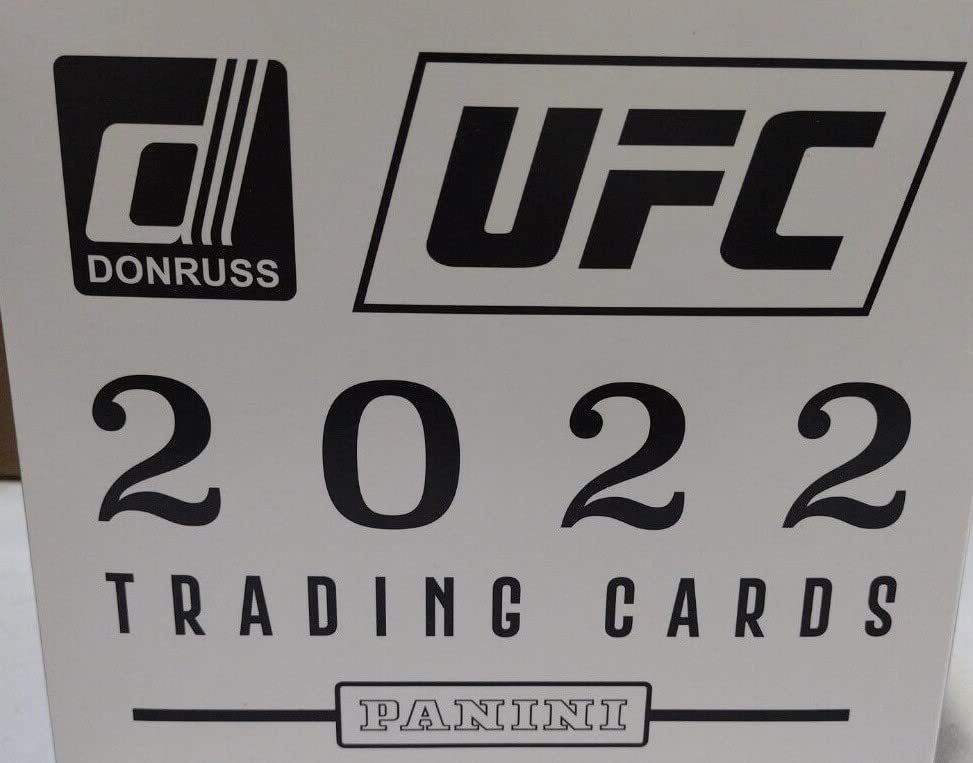 d
DONRUSS
UFC
2022
TRADING CARDS
PANINI